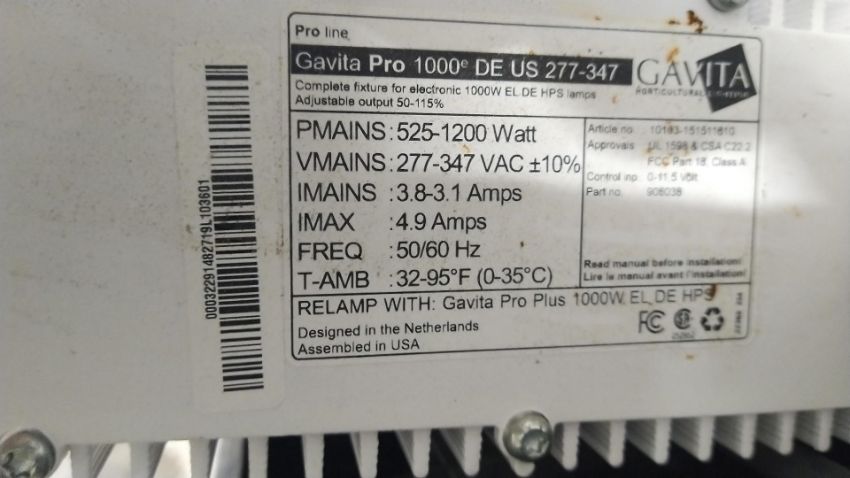 Pro line
Gavita Pro 1000e DE US 277-347
Complete fixture for electronic 1000W EL DE HPS lamps
Adjustable output 50-115%
GAVITA
HORTICULTURAL
PMAINS : 525-1200 Watt
VMAINS : 277-347 VAC ±10%
IMAINS : 3.8-3.1 Amps
IMAX : 4.9 Amps
FREQ : 50/60 Hz
T-AMB : 32-95°F (0-35°C)
Article no. 10183-151511610
Approvals UL 1598 & CSA C22.2
FCC Part 18, Class A
Control inp. 0-11.5 Volt
Part no. 906038
Read manual before installation!
Lire le manual avant l'installation!
RELAMP WITH: Gavita Pro Plus 1000W EL DE HPS
Designed in the Netherlands
Assembled in USA
FC
00032291482719L103601